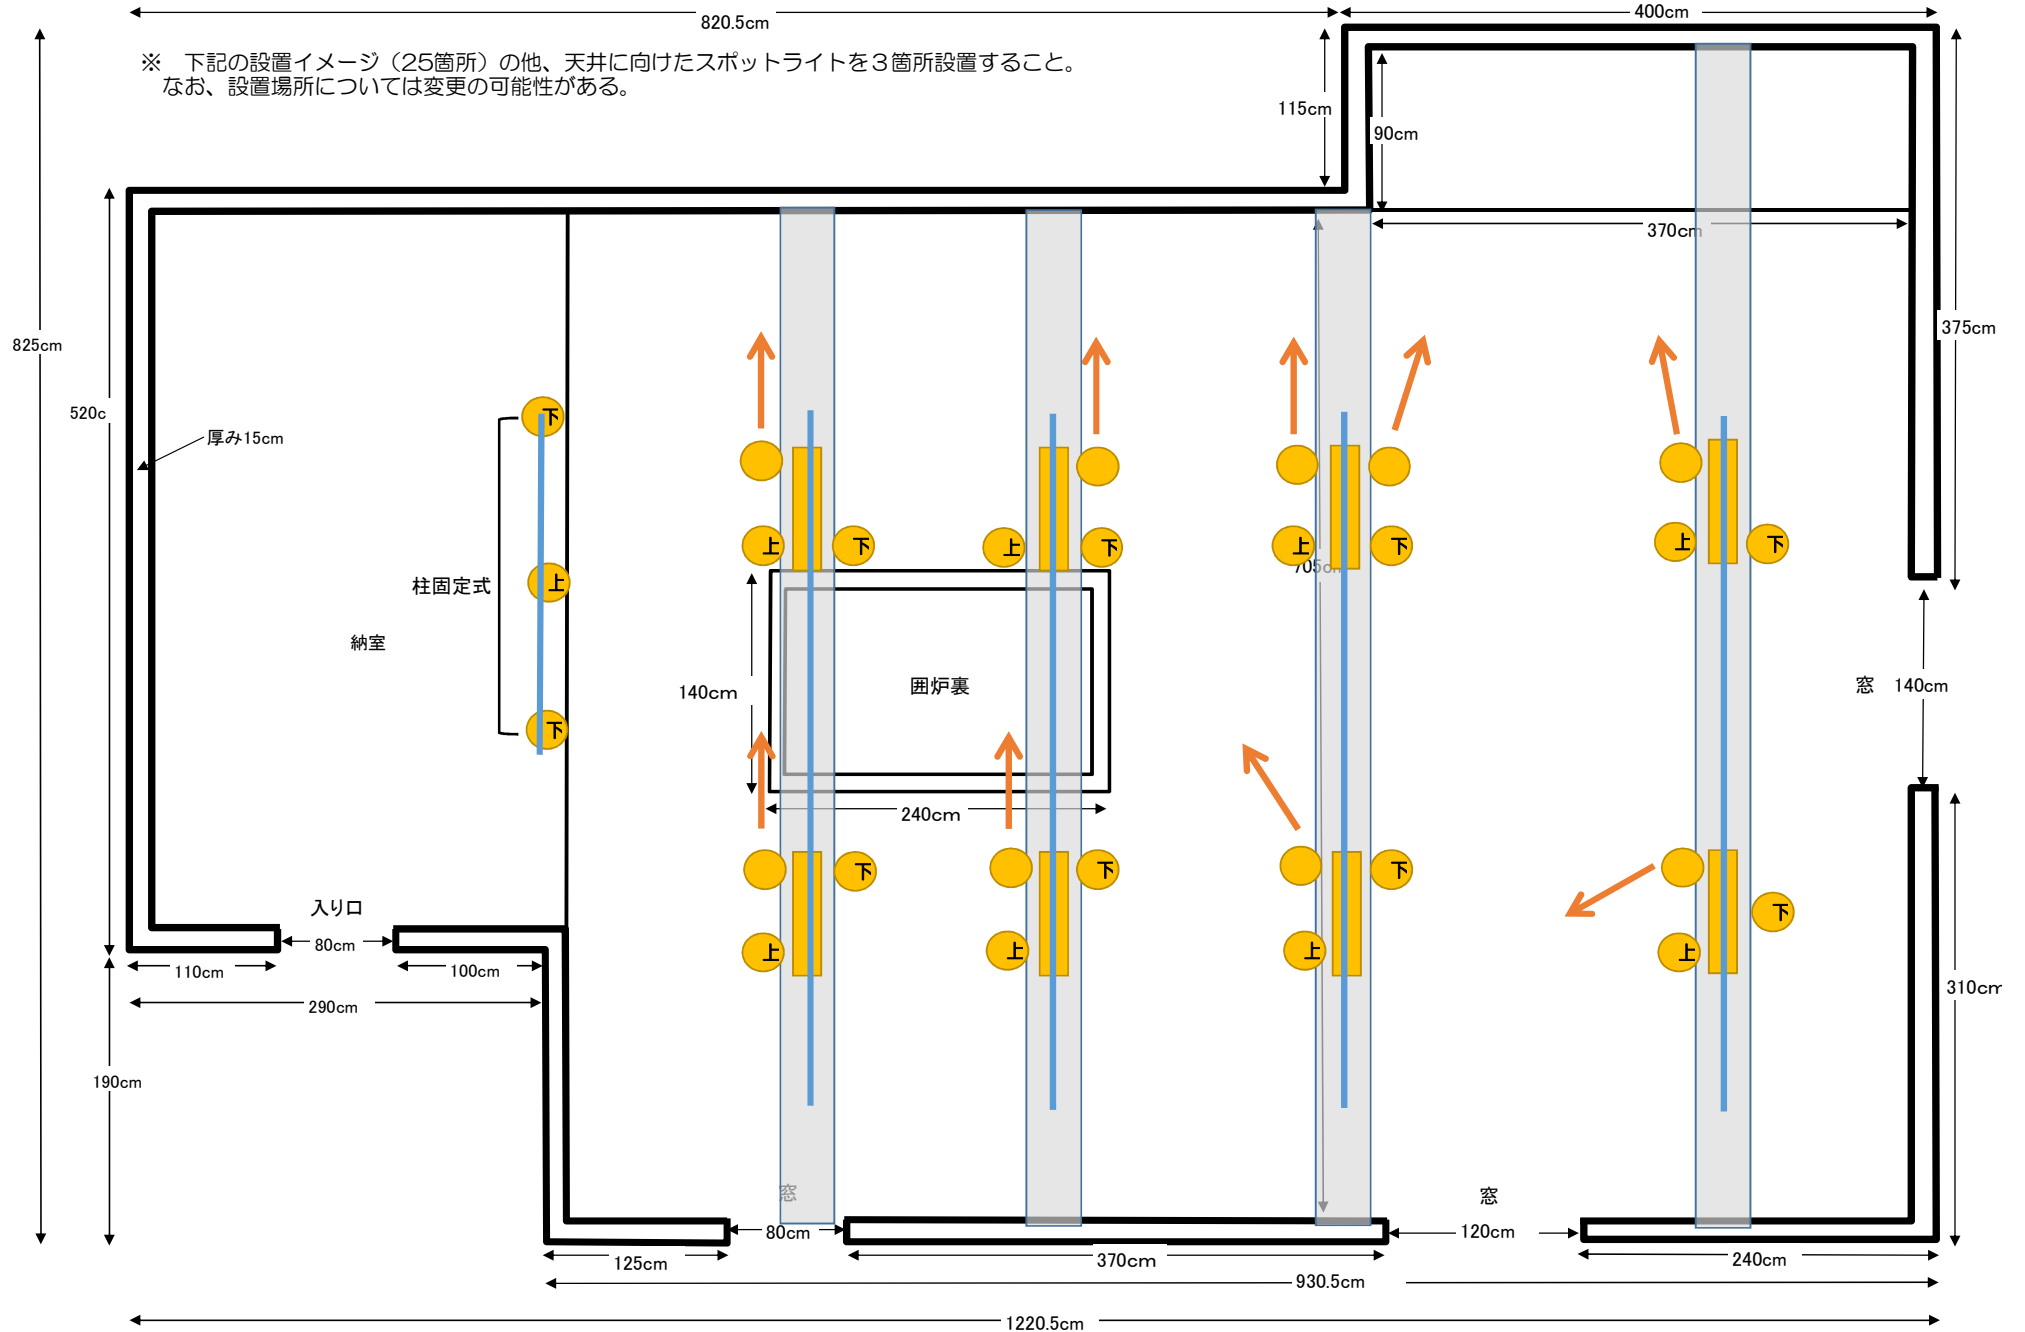 820.5cm
400cm
※　下記の設置イメージ（25箇所）の他、天井に向けたスポットライトを３箇所設置すること。
なお、設置場所については変更の可能性がある。
115cm
90cm
370cm
825cm
375cm
520c
厚み15cm
下
上
下
上
下
上
下
上
下
705cm
柱固定式
上
納室
囲炉裏
140cm
窓
140cm
下
240cm
下
下
下
下
上
上
上
上
入り口
80cm
110cm
100cm
290cm
310cm
190cm
窓
窓
80cm
120cm
125cm
370cm
240cm
930.5cm
1220.5cm